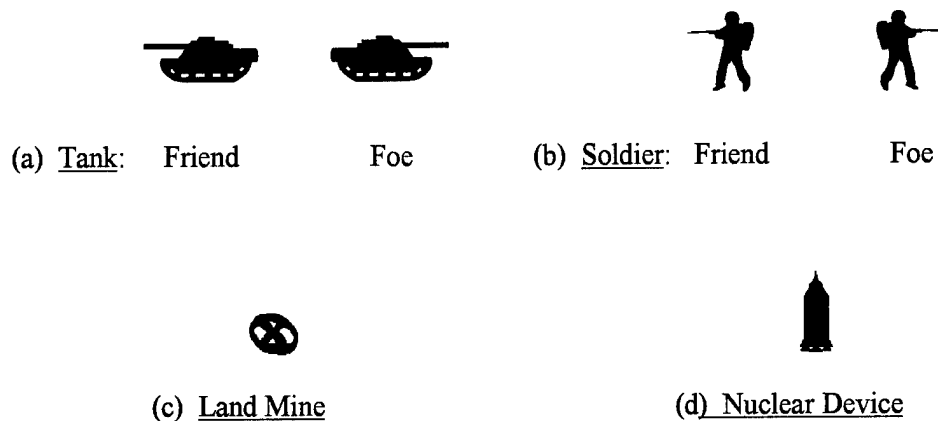 (a) Tank: Friend Foe
(b) Soldier: Friend Foe
(c) Land Mine
(d) Nuclear Device